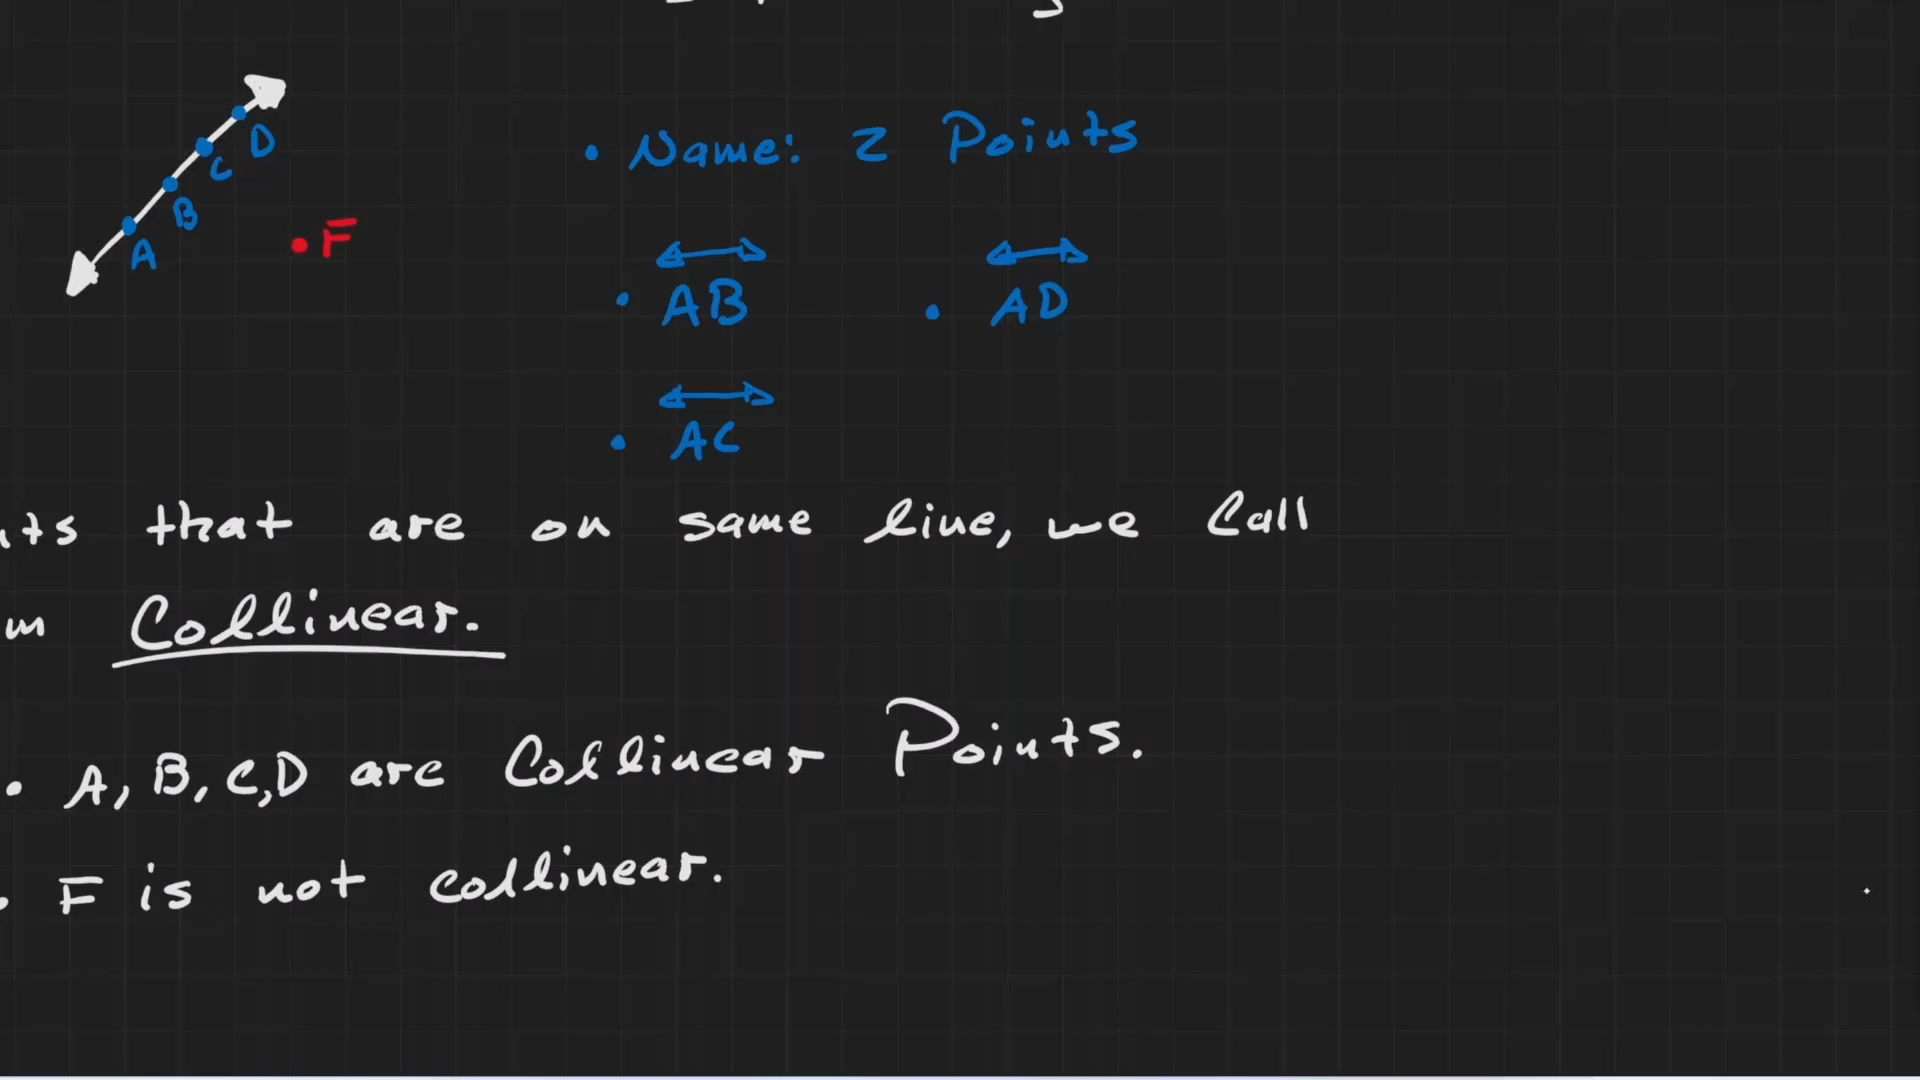 D
C
B
A
F
• Name: 2 Points
• AB • AD
• AC
that are on same line, we Call
Collinear.
• A, B, C, D are Collinear Points.
• F is not collinear.